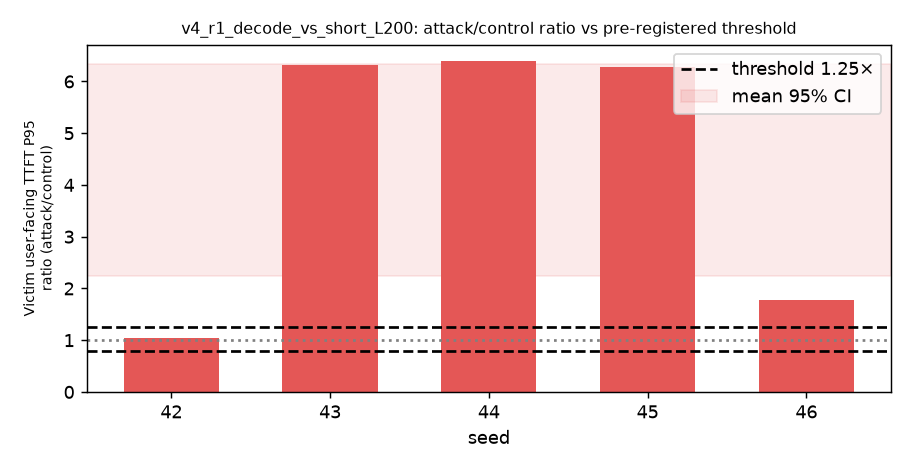 v4_r1_decode_vs_short_L200: attack/control ratio vs pre-registered threshold
Victim user-facing TTFT P95
ratio (attack/control)
6
5
4
3
2
1
0
threshold 1.25×
mean 95% CI
42 43 44 45 46
seed